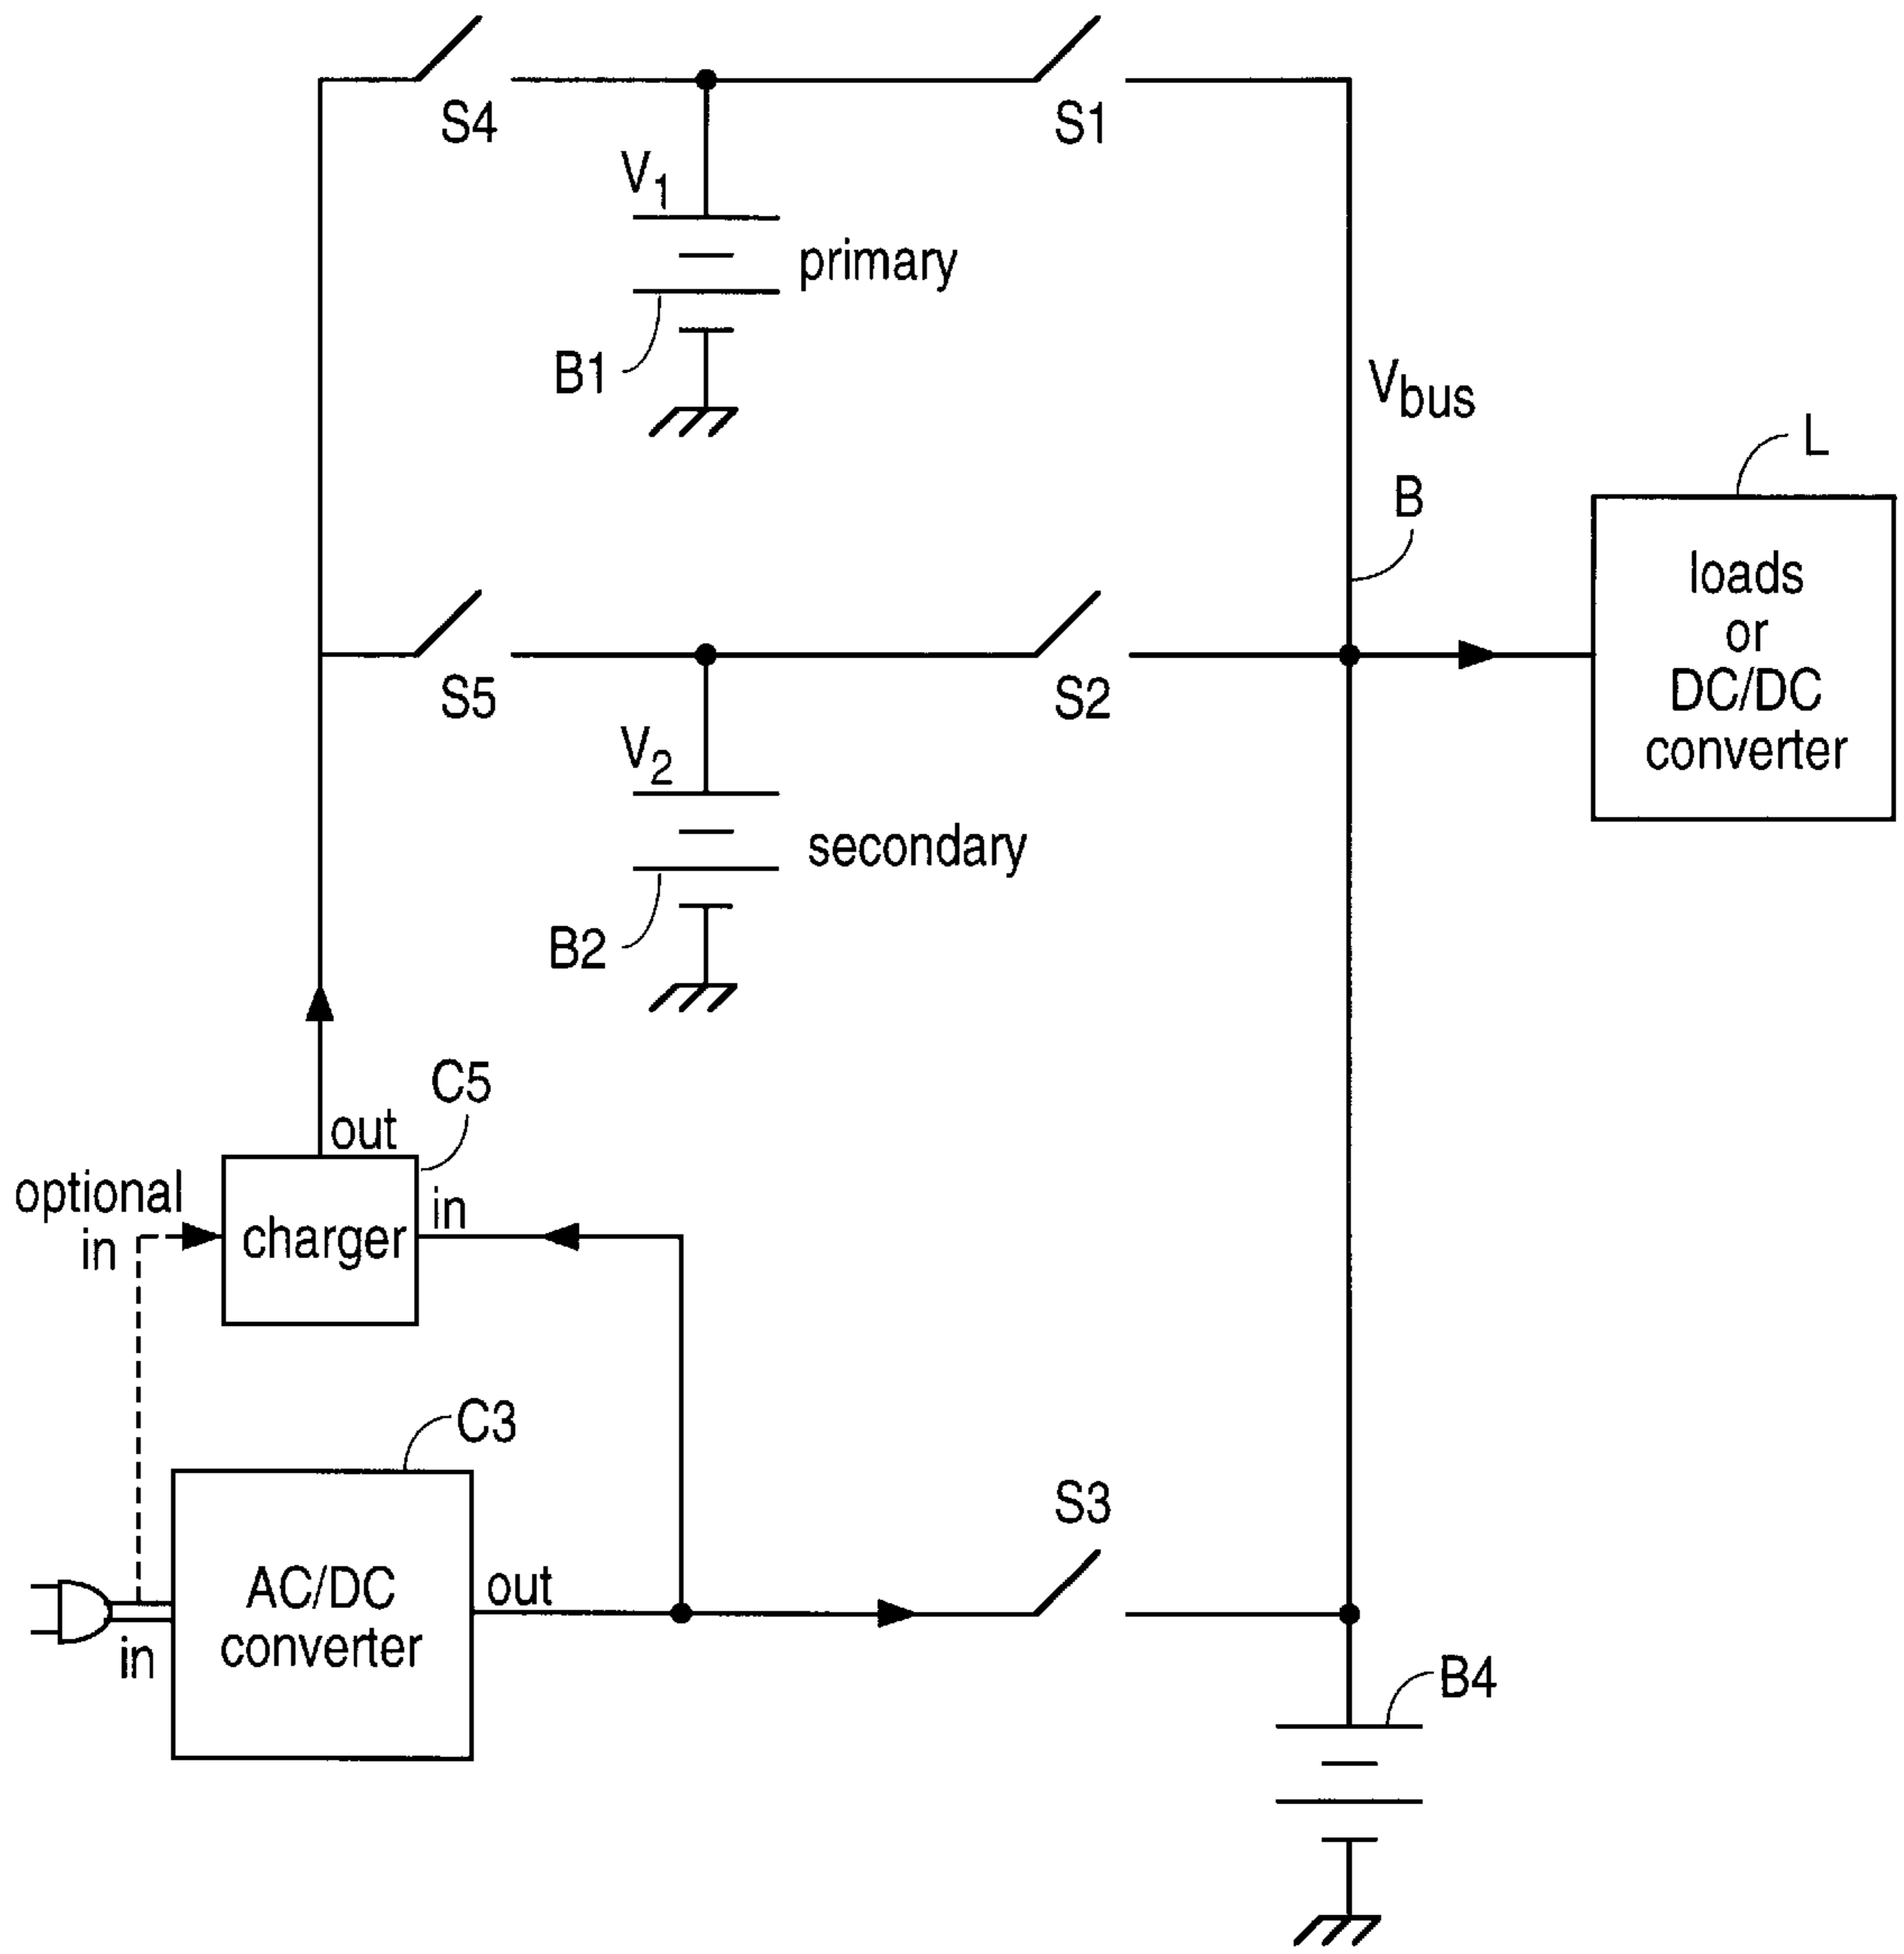 S4
S1
V1
primary
B1
Vbus
L
B
loads
or
DC/DC
converter
S5
S2
V2
secondary
B2
C5
out
optional
in
in
charger
C3
S3
AC/DC
converter
out
in
B4